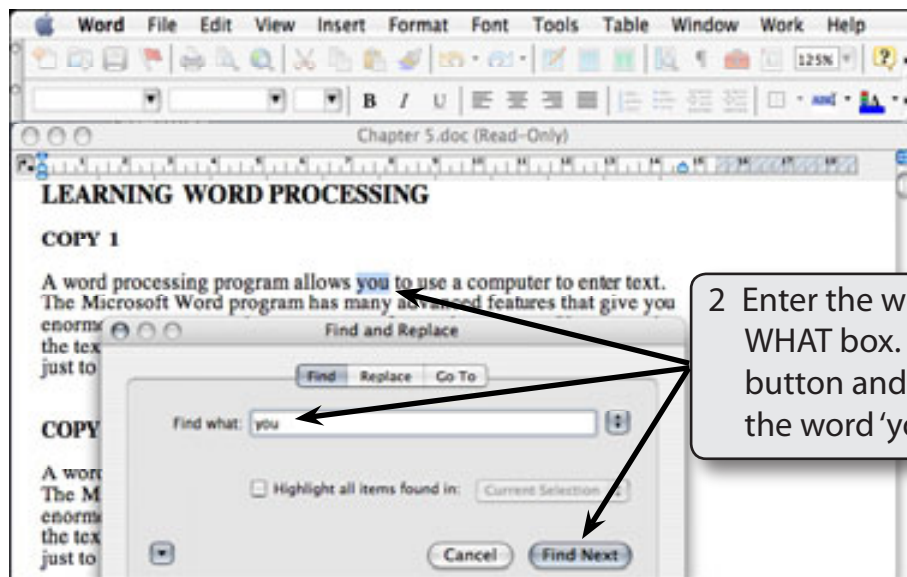 Word File Edit View Insert Format Font Tools Table Window Work Help
125%
B I U
Chapter 5.doc (Read-Only)
LEARNING WORD PROCESSING
COPY 1
A word processing program allows you to use a computer to enter text.
The Microsoft Word program has many advanced features that give you
enorm
the tex
just to
Find and Replace
Find Replace Go To
Find what: you
Highlight all items found in: Current Selection
Cancel Find Next
COPY
A word
The M
enorm
the tex
just to
2 Enter the w
WHAT box.
button and
the word ‘yo